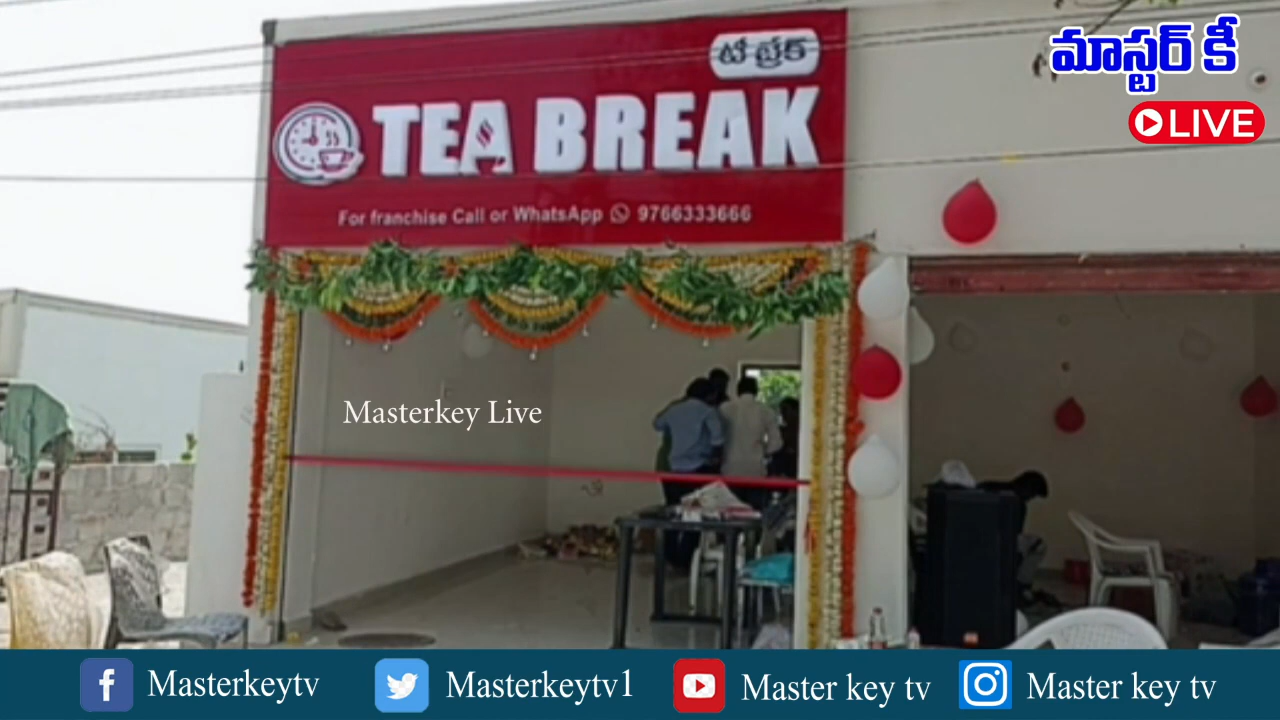 మాస్టర్ కీ
LIVE
టీ బ్రేక్
TEA BREAK
For franchise Call or WhatsApp 9766333666
Masterkey Live
Masterkeytv
Masterkeytv1
Master key tv
Master key tv